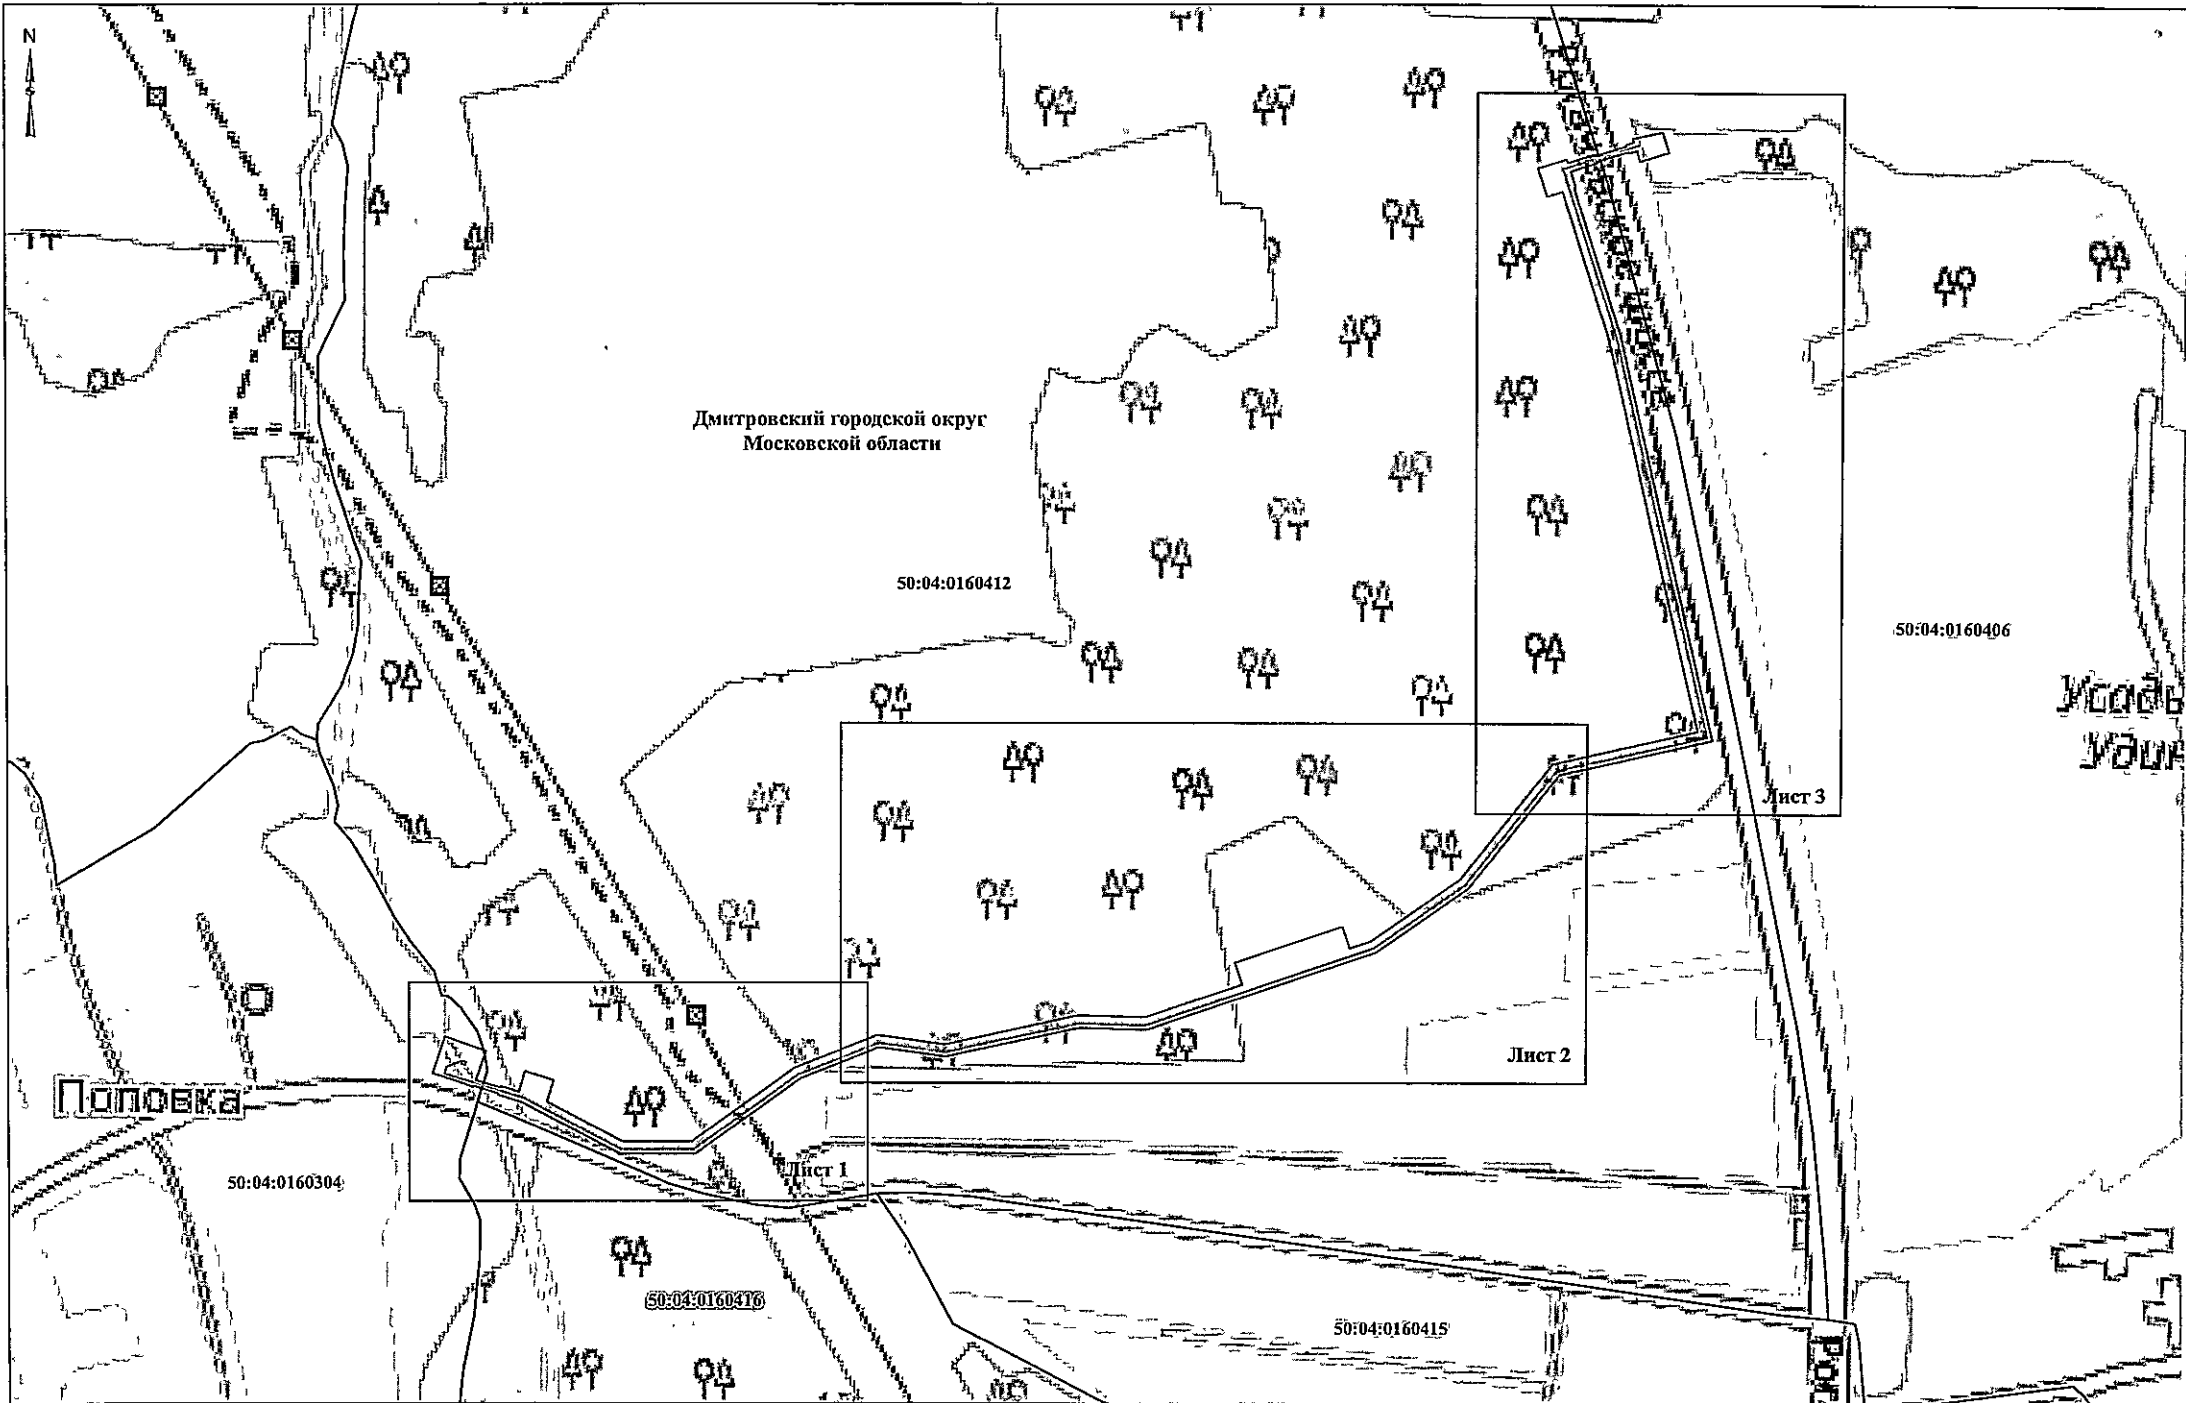 N
S
Дмитровский городской округ
Московской области
50:04:0160412
50:04:0160406
Лист 3
Лист 2
Поповка
Лист 1
50:04:0160304
50:04:0160416
50:04:0160415